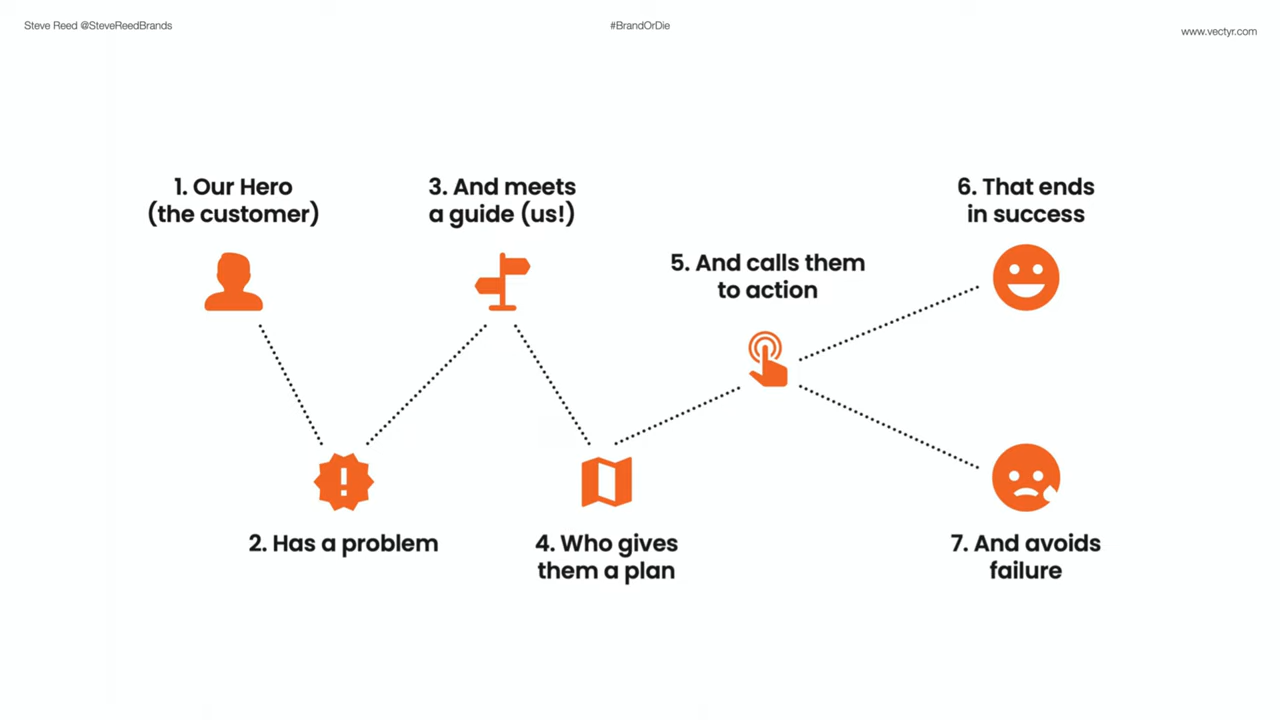 Steve Reed @SteveReedBrands
#BrandOrDie
www.vectyr.com
1. Our Hero
(the customer)
2. Has a problem
3. And meets
a guide (us!)
4. Who gives
them a plan
5. And calls them
to action
6. That ends
in success
7. And avoids
failure